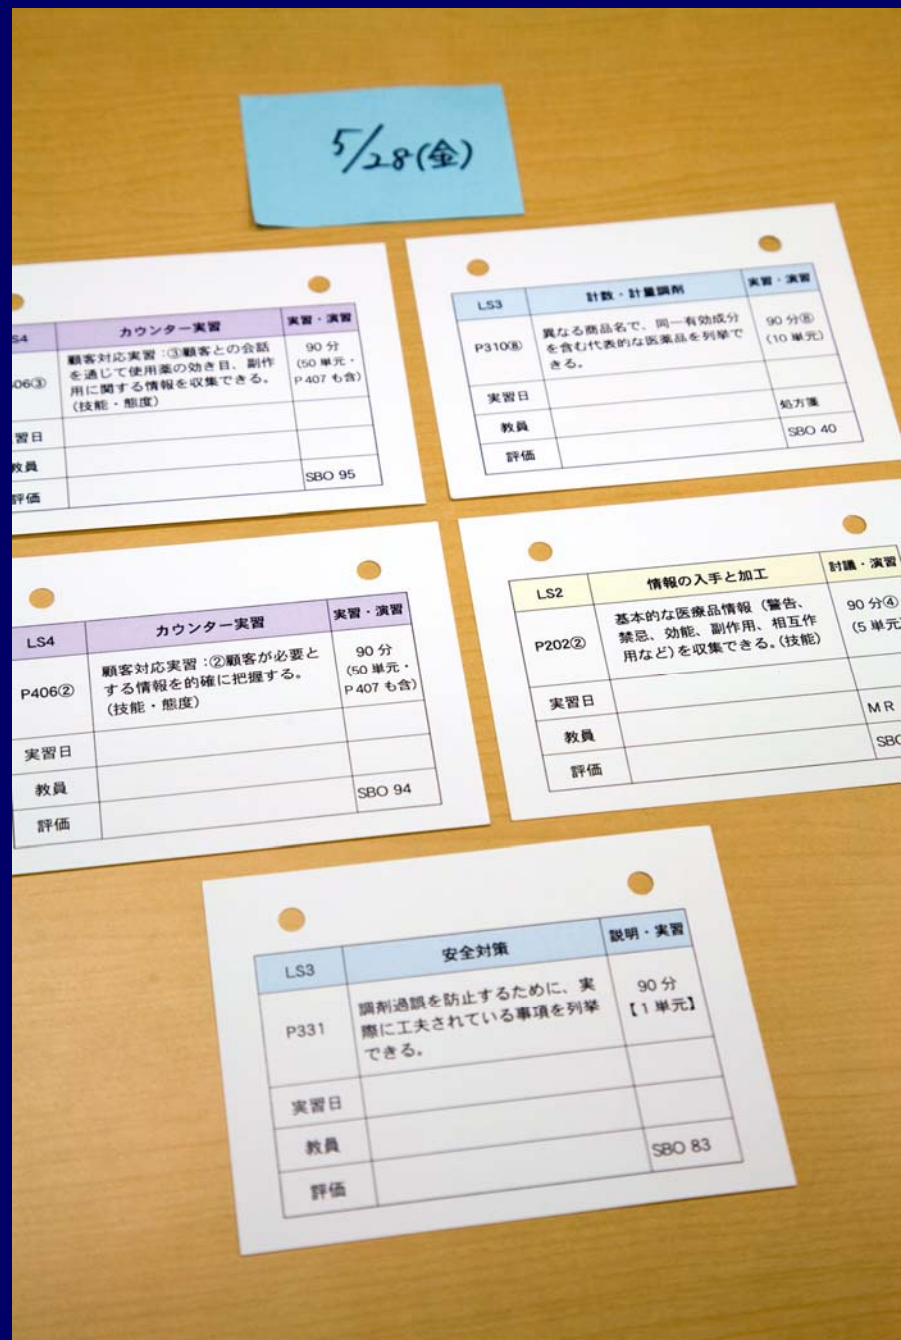 5/28(金)
S4 カウンター実習 実習・演習
06③ 顧客対応実習:③顧客との会話 90 分
を通じて使用薬の効き目、副作 (50 単元・
用に関する情報を収集できる。 P 407 も含)
(技能・態度)
習日
教員
評価 SBO 95
LS3 計数・計量調剤 実習・演習
P310⑧ 異なる商品名で、同一有効成分 90 分⑧
を含む代表的な医薬品を列挙で (10 単元)
きる。
実習日
教員 処方箋
評価 SBO 40
LS4 カウンター実習 実習・演習
P406② 顧客対応実習:②顧客が必要と 90 分
する情報を的確に把握する。 (50 単元・
(技能・態度) P 407 も含)
実習日
教員
評価 SBO 94
LS2 情報の入手と加工 討議・演習
P202② 基本的な医療品情報(警告、 90 分④
禁忌、効能、副作用、相互作 (5 単元
用など)を収集できる。(技能)
実習日
教員 M R
評価 SBO
LS3 安全対策 説明・実習
P331 調剤過誤を防止するために、実 90 分
際に工夫されている事項を列挙 【1 単元】
できる。
実習日
教員
評価 SBO 83